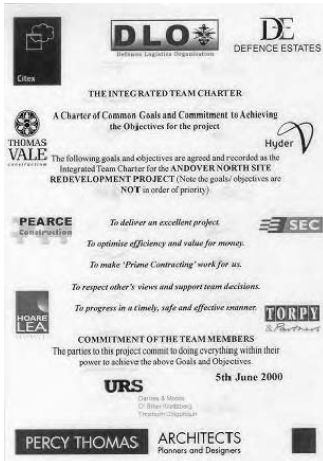 Citex
DLO
Defence Logistics Organisation
DE
DEFENCE ESTATES
THE INTEGRATED TEAM CHARTER
A Charter of Common Goals and Commitment to Achieving
the Objectives for the project
THOMAS
VALE
construction
Hyder
The following goals and objectives are agreed and recorded as the
Integrated Team Charter for the ANDOVER NORTH SITE
REDEVELOPMENT PROJECT (Note the goals/ objectives are
NOT in order of priority)
PEARCE
Construction
SEC
To deliver an excellent project.
To optimise efficiency and value for money.
To make 'Prime Contracting' work for us.
To respect other's views and support team decisions.
To progress in a timely, safe and effective manner.
HOARE
LEA
TORPY
& Partners
COMMITMENT OF THE TEAM MEMBERS
The parties to this project commit to doing everything within their
power to achieve the above Goals and Objectives.
5th June 2000
URS
Dames & Moore
PERCY THOMAS
ARCHITECTS
Planners and Designers